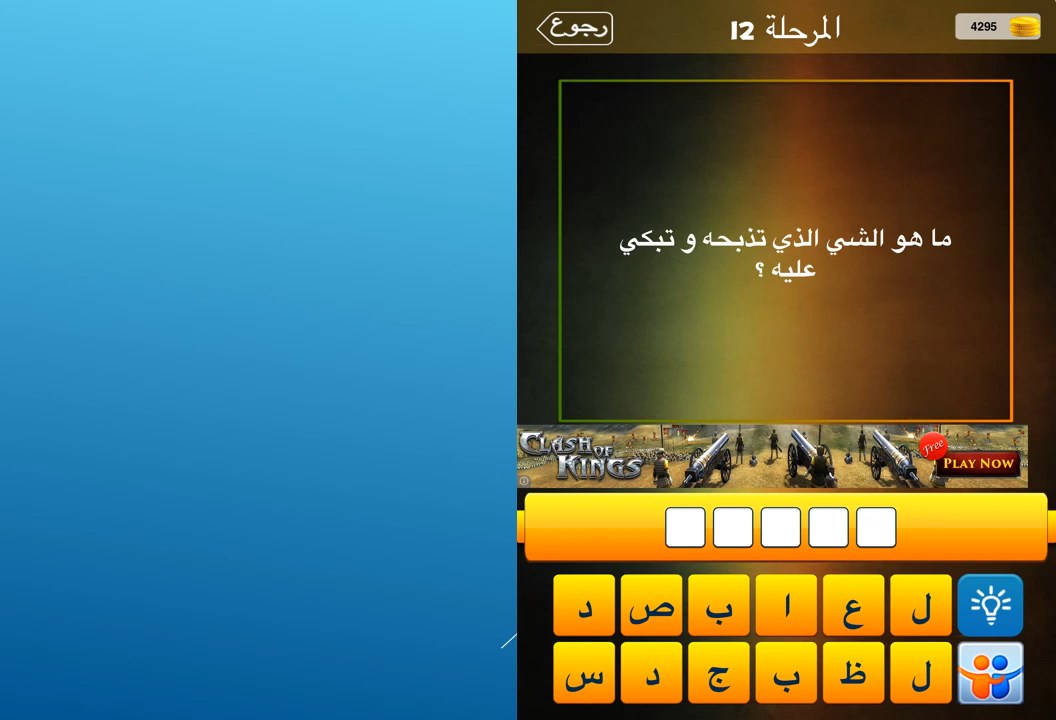 رجوع
المرحلة 12
4295
ما هو الشي الذي تذبحه و تبكي
عليه ؟
CLASH OF KINGS
Free
PLAY NOW
ل ع ا ب ص د
ل ظ ب ج د س